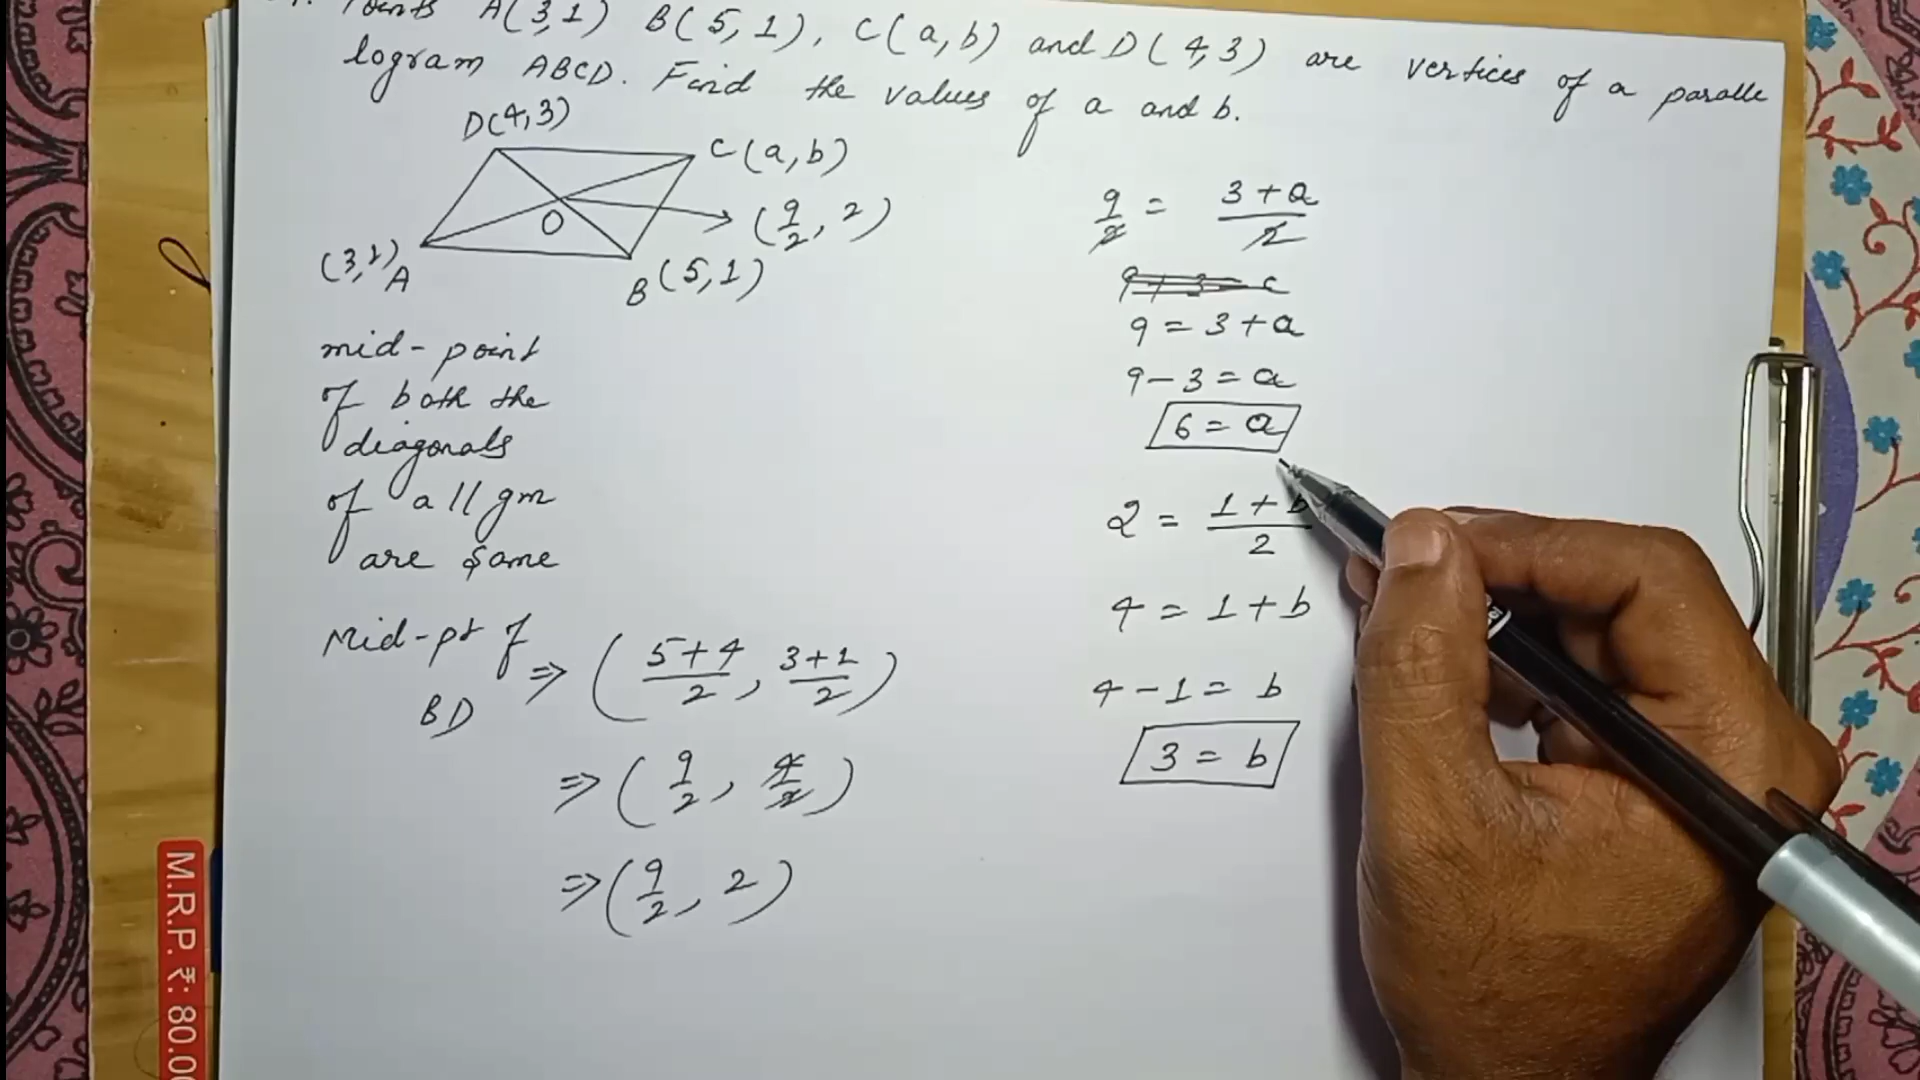 Points A(3,1) B(5,1), C(a,b) and D(4,3) are vertices of a paralle
logram ABCD. Find the values of a and b.
D(4,3)
C(a,b)
O
(9/2, 2)
(3,1) A
B(5,1)
mid-point
of both the
diagonals
of a ||gm
are same
Mid-pt of
BD
=> (5+4/2, 3+1/2)
=> (9/2, 4/2)
=> (9/2, 2)
9/2 = 3+a/2
9 = 3+a
9-3 = a
6 = a
2 = 1+b/2
4 = 1+b
4-1 = b
3 = b
M.R.P. ₹: 80.00